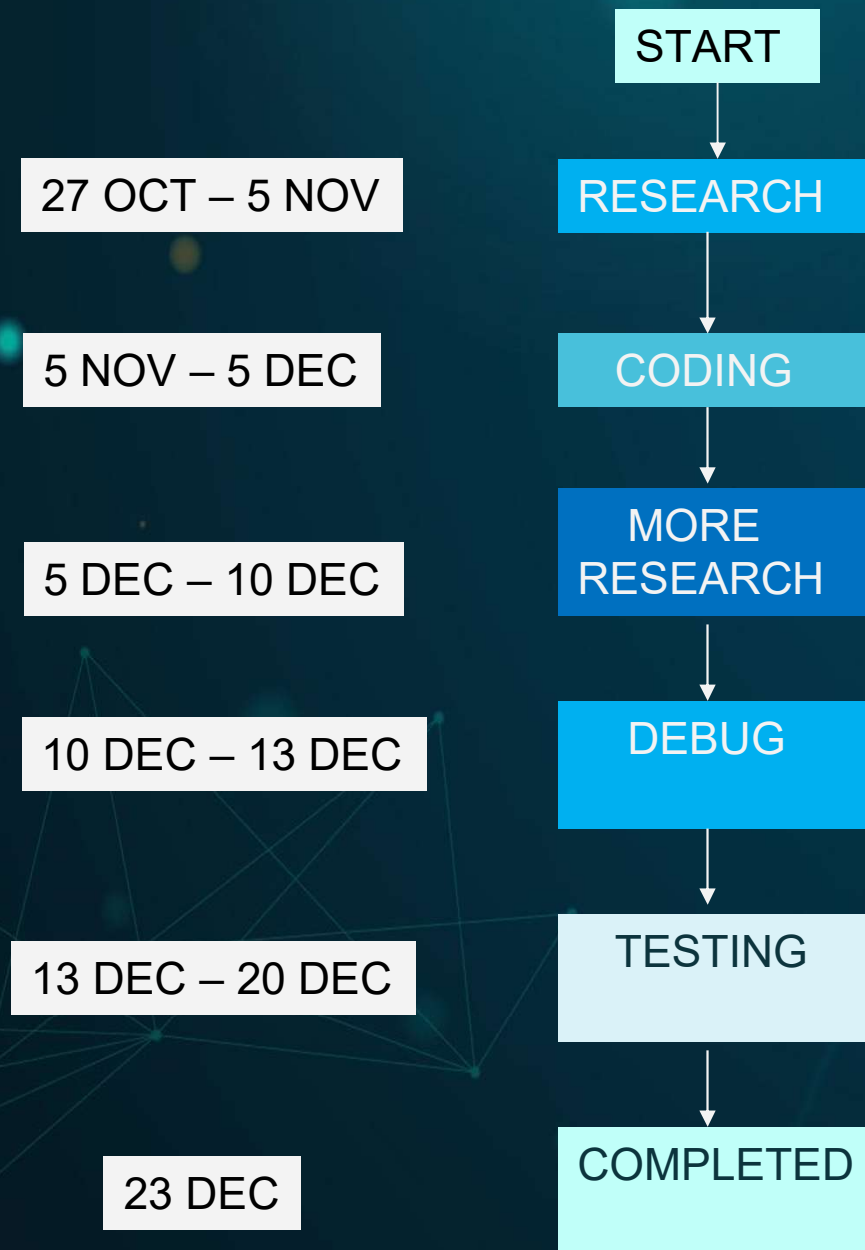 START
27 OCT – 5 NOV
RESEARCH
5 NOV – 5 DEC
CODING
5 DEC – 10 DEC
MORE
RESEARCH
10 DEC – 13 DEC
DEBUG
13 DEC – 20 DEC
TESTING
23 DEC
COMPLETED